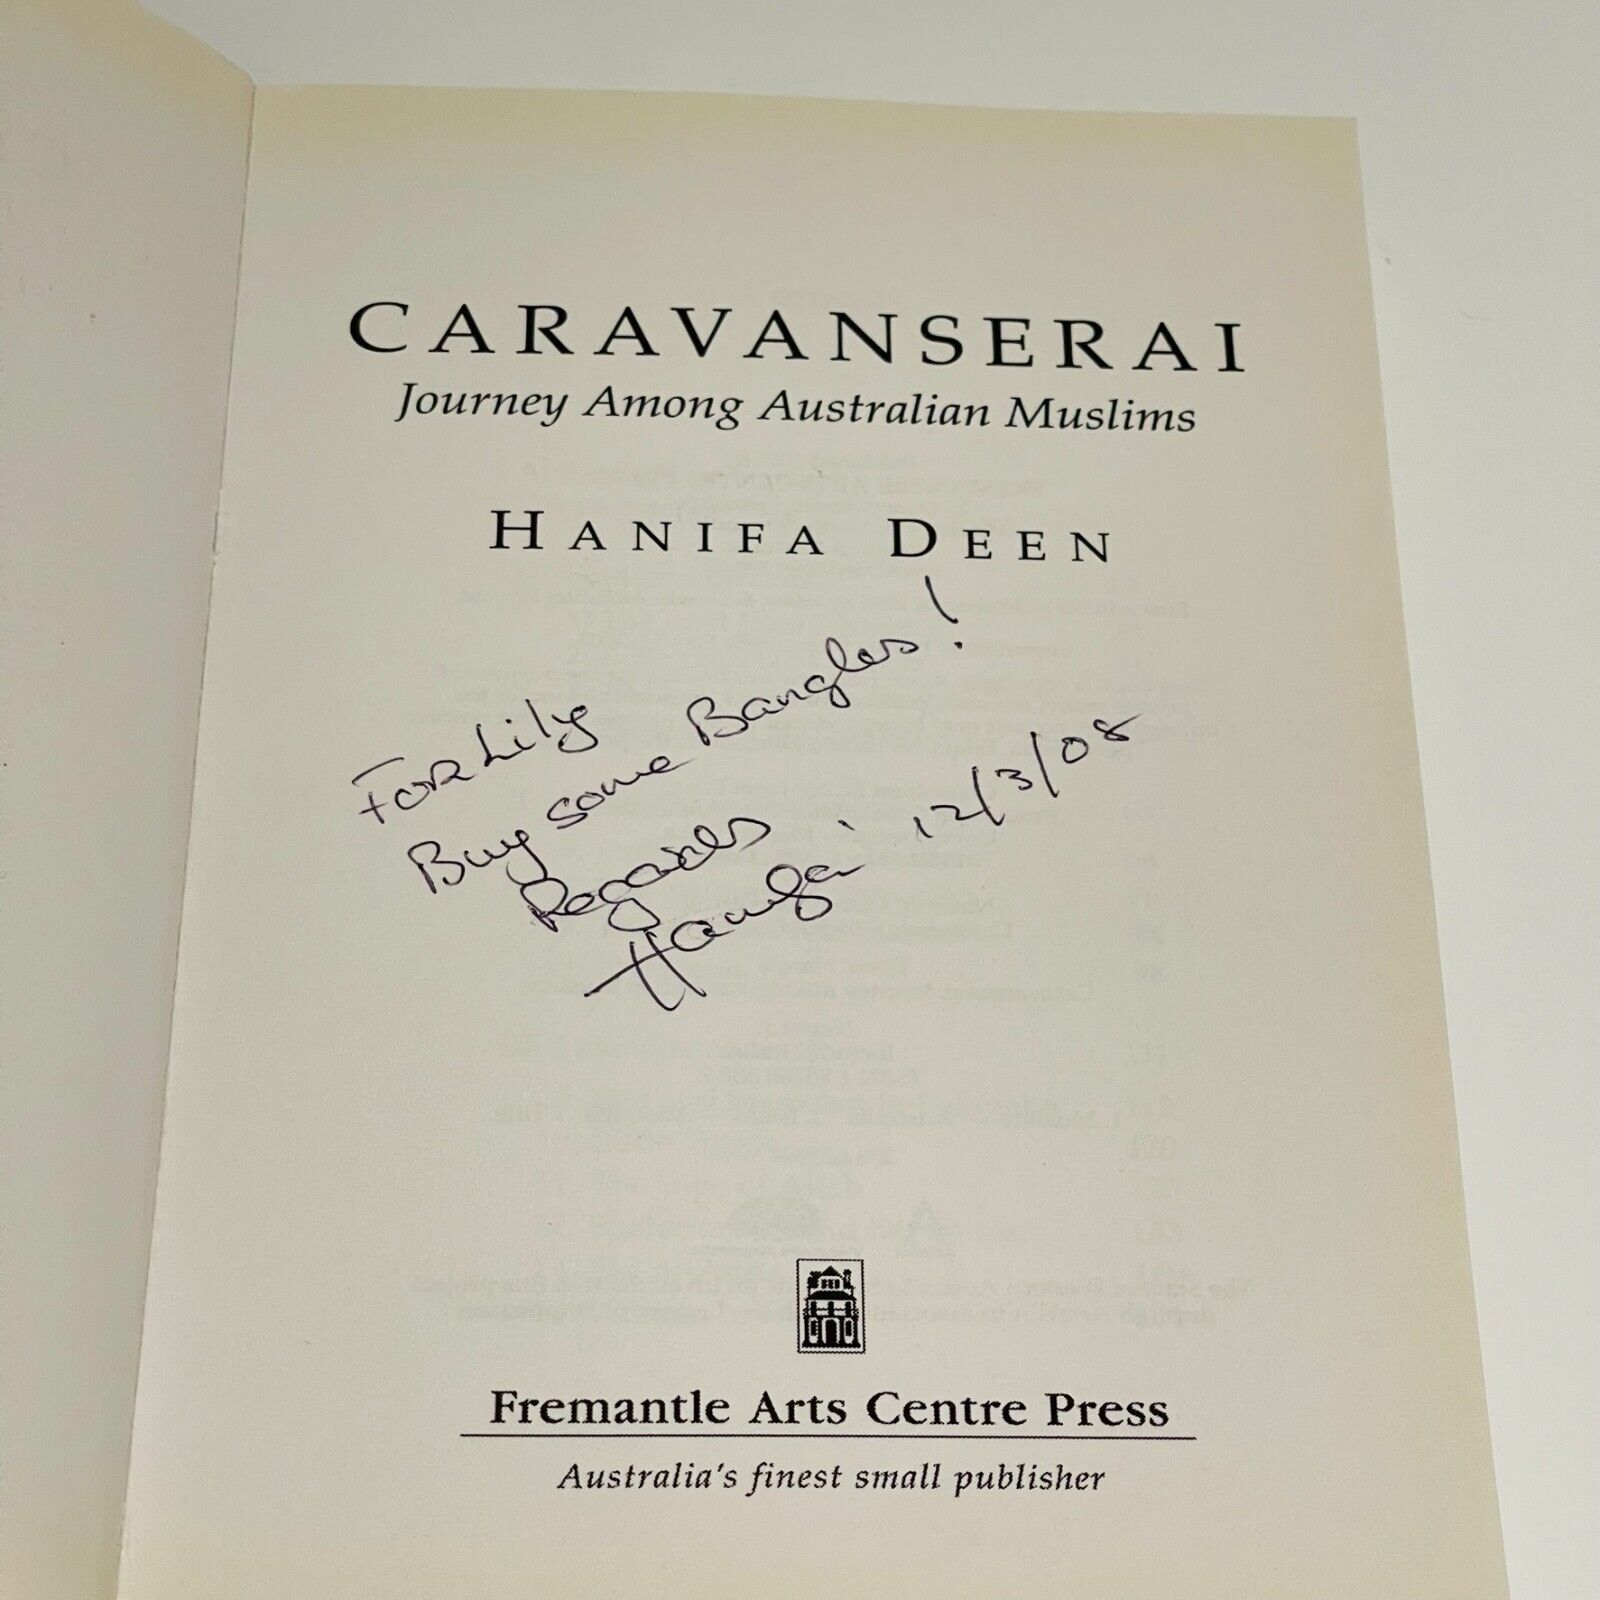 CARAVANSERAI
Journey Among Australian Muslims
HANIFA DEEN
For Lily
Buy some Bangles!
Regards
Hanifa. 12/3/08
Fremantle Arts Centre Press
Australia's finest small publisher